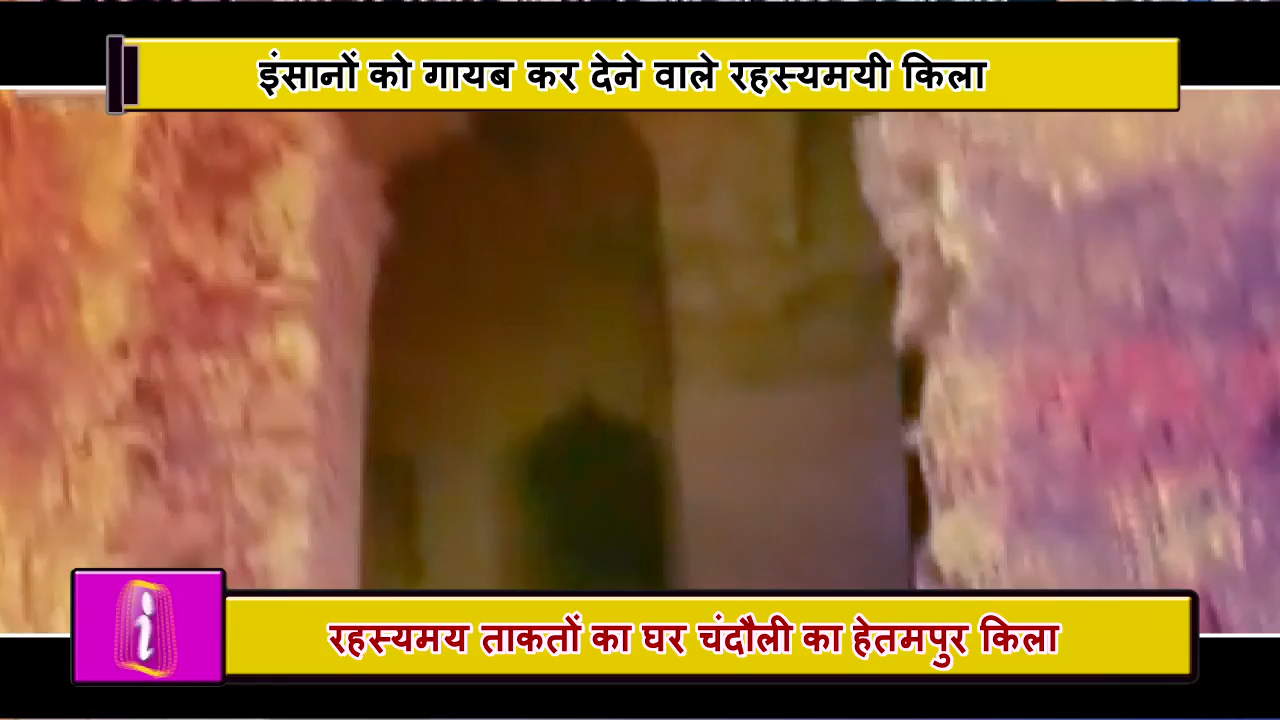 इंसानों को गायब कर देने वाले रहस्यमयी किला
i
रहस्यमय ताकतों का घर चंदौली का हेतमपुर किला